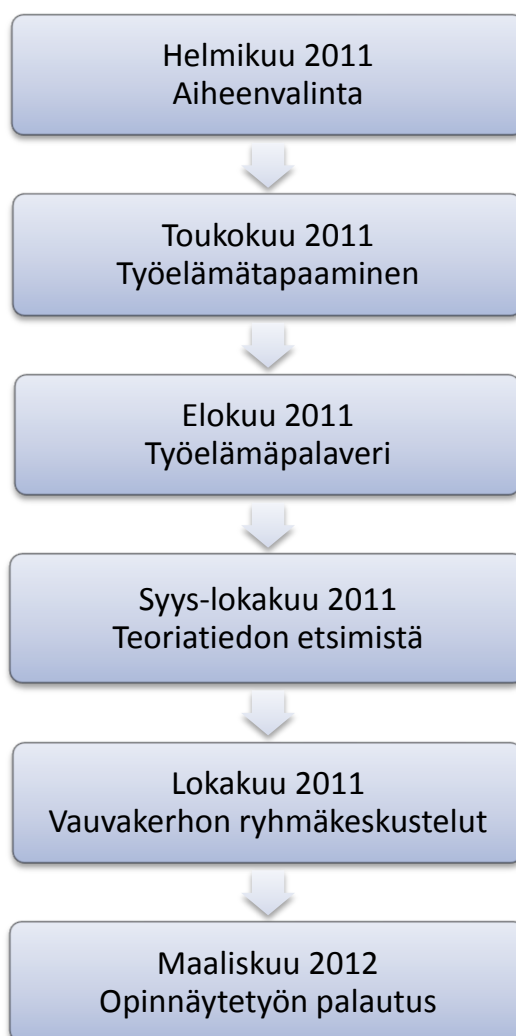 Helmikuu 2011
Aiheenvalinta
Toukokuu 2011
Työelämätapaaminen
Elokuu 2011
Työelämäpalaveri
Syys-lokakuu 2011
Teoriatiedon etsimistä
Lokakuu 2011
Vauvakerhon ryhmäkeskustelut
Maaliskuu 2012
Opinnäytetyön palautus